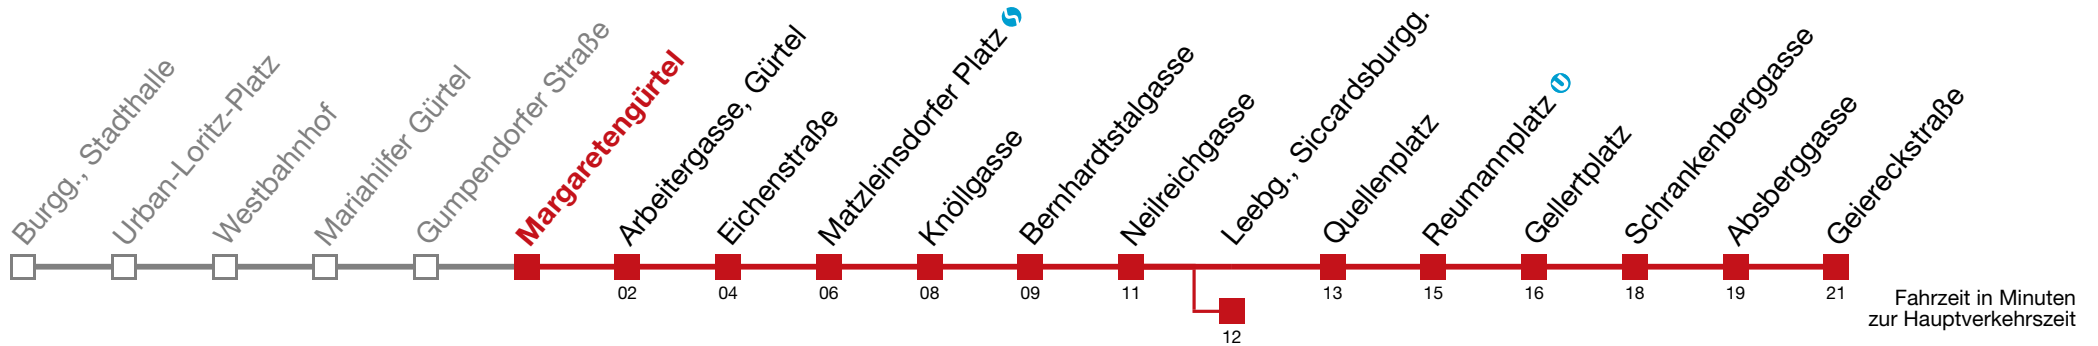 Burgg., Stadthalle
Urban-Loritz-Platz
Westbahnhof
Mariahilfer Gürtel
Gumpendorfer Straße
Margaretengürtel
Arbeitergasse, Gürtel
Eichenstraße
Matzleinsdorfer Platz
Knöllgasse
Bernhardtstalgasse
Neilreichgasse
Leebg., Siccardsburgg.
Quellenplatz
Reumannplatz U
Gellertplatz
Schrankenberggasse
Absberggasse
Geiereckstraße
02 04 06 08 09 11 13 15 16 18 19 21
12
Fahrzeit in Minuten
zur Hauptverkehrszeit